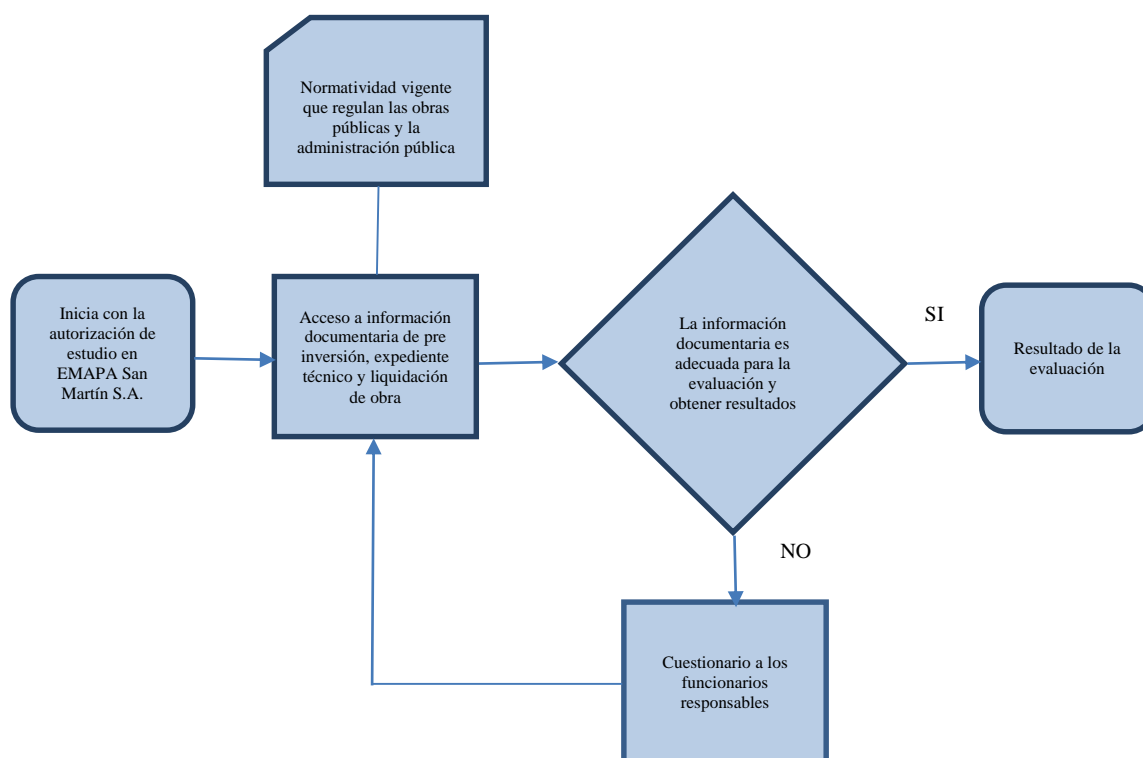 Normatividad vigente
que regulan las obras
públicas y la
administración pública
Inicia con la
autorización de
estudio en
EMAPA San
Martín S.A.
Acceso a información
documentaria de pre
inversión, expediente
técnico y liquidación
de obra
La información
documentaria es
adecuada para la
evaluación y
obtener resultados
SI
Resultado de la
evaluación
NO
Cuestionario a los
funcionarios
responsables